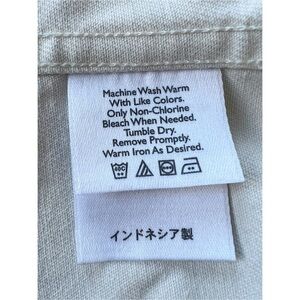 Machine Wash Warm
With Like Colors.
Only Non-Chlorine
Bleach When Needed.
Tumble Dry.
Remove Promptly.
Warm Iron As Desired.
40C
インドネシア製